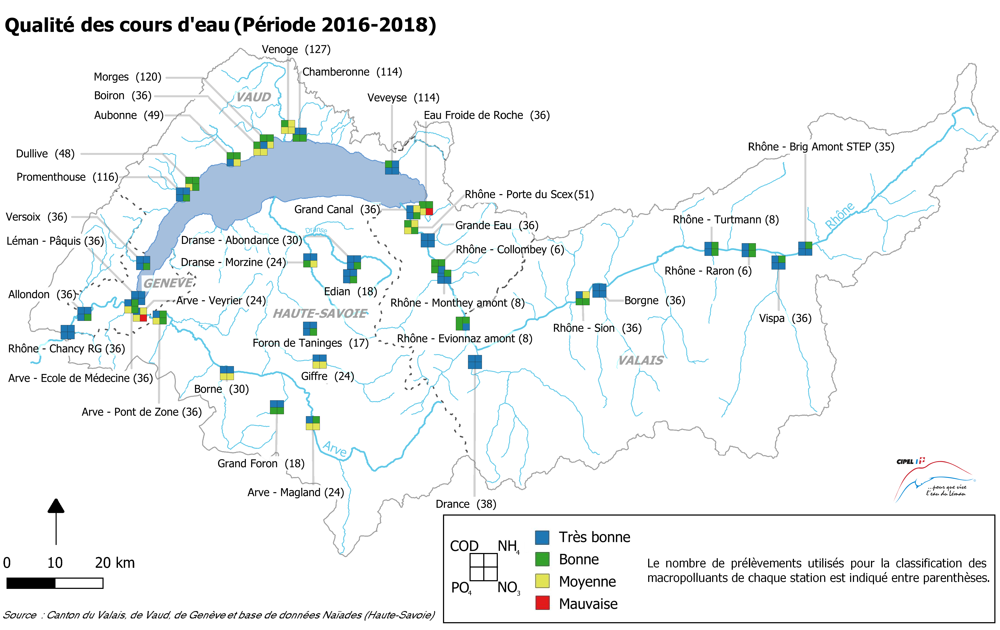 Qualité des cours d'eau (Période 2016-2018)
Venoge (127)
Chamberonne (114)
Morges (120)
Boiron (36)
VAUD
Veveyse (114)
Aubonne (49)
Eau Froide de Roche (36)
Rhône - Brig Amont STEP (35)
Dullive (48)
Promenthouse (116)
Rhône - Porte du Scex (51)
Grand Canal (36)
Versoix (36)
Rhône
Rhône - Turtmann (8)
Grande Eau (36)
Dranse
Léman - Pâquis (36)
Dranse - Abondance (30)
Rhône - Collombey (6)
Dranse - Morzine (24)
Rhône - Raron (6)
GENEVE
Edian (18)
Allondon (36)
Arve - Veyrier (24)
Rhône - Monthey amont (8)
Borgne (36)
HAUTE-SAVOIE
Vispa (36)
Rhône - Sion (36)
Rhône - Evionnaz amont (8)
Foron de Taninges (17)
Rhône - Chancy RG (36)
VALAIS
Giffre (24)
Arve - Ecole de Médecine (36)
Borne (30)
Arve - Pont de Zone (36)
Arve
Grand Foron (18)
Arve - Magland (24)
Drance (38)
CIPEL
...pour que vive
l'eau du Léman
©
COD NH4
PO4 NO3
Très bonne
Bonne
Moyenne
Mauvaise
Le nombre de prélèvements utilisés pour la classification des
macropolluants de chaque station est indiqué entre parenthèses.
0 10 20 km
Source : Canton du Valais, de Vaud, de Genève et base de données Naïades (Haute-Savoie)